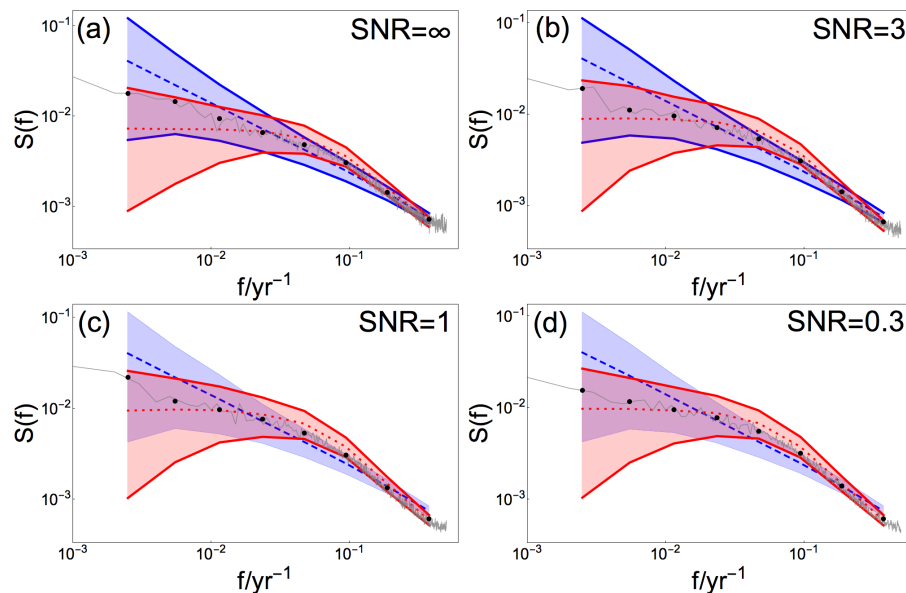 (a) SNR=∞
S(f)
10⁻¹
10⁻²
10⁻³
10⁻³ 10⁻² 10⁻¹
f/yr⁻¹
(b) SNR=3
S(f)
10⁻¹
10⁻²
10⁻³
10⁻³ 10⁻² 10⁻¹
f/yr⁻¹
(c) SNR=1
S(f)
10⁻¹
10⁻²
10⁻³
10⁻³ 10⁻² 10⁻¹
f/yr⁻¹
(d) SNR=0.3
S(f)
10⁻¹
10⁻²
10⁻³
10⁻³ 10⁻² 10⁻¹
f/yr⁻¹